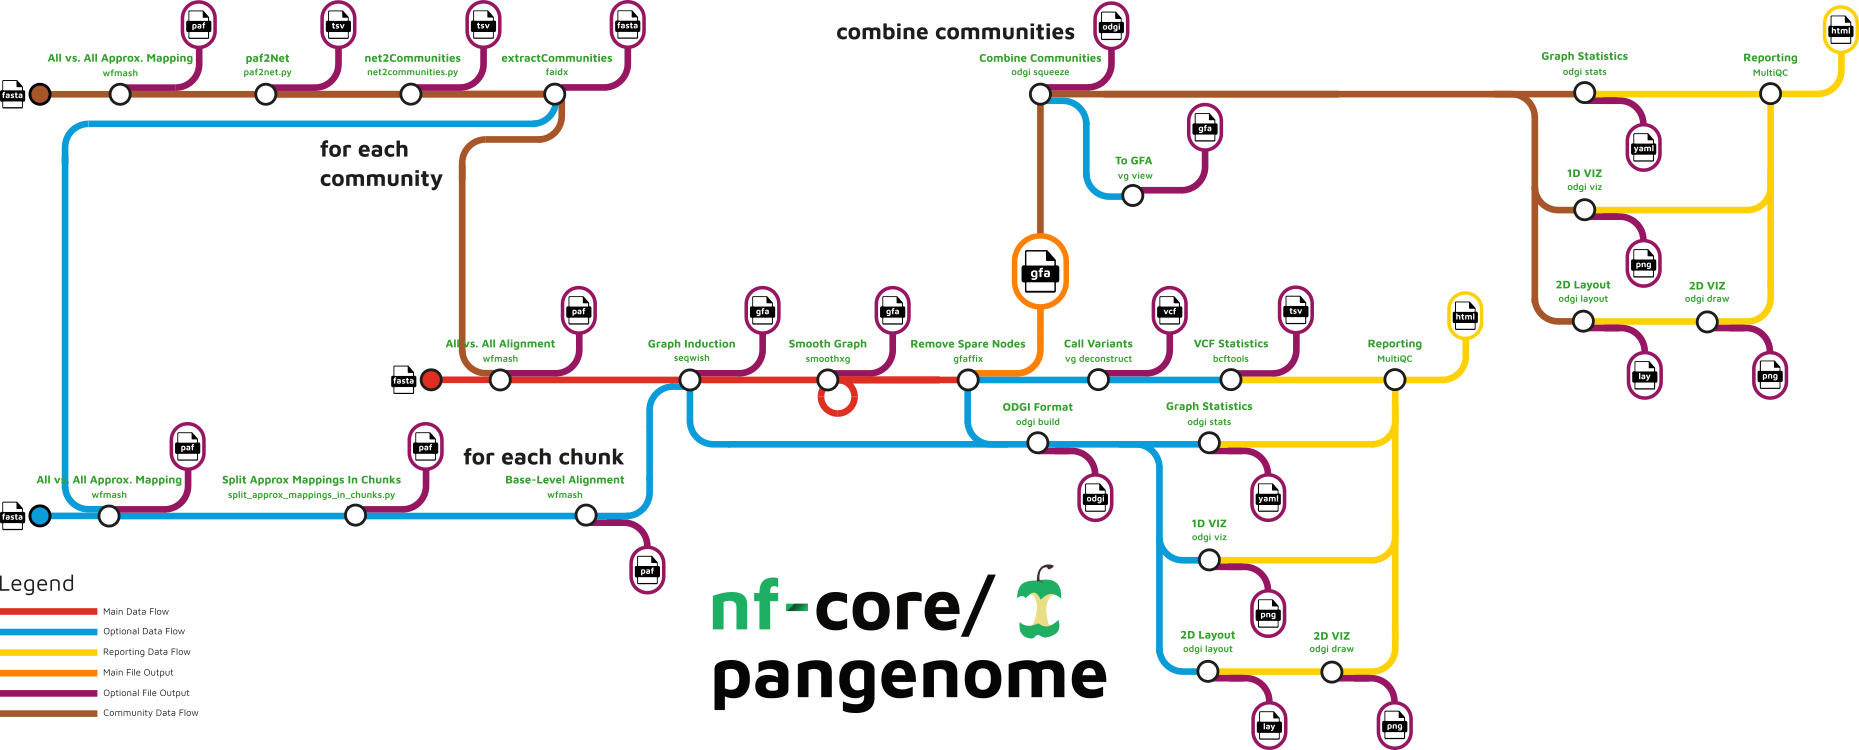 paf
tsv
tsv
fasta
All vs. All Approx. Mapping
wfmash
paf2Net
paf2net.py
net2Communities
net2communities.py
extractCommunities
faidx
fasta
for each
community
combine communities
odgi
Combine Communities
odgi squeeze
gfa
To GFA
vg view
html
Graph Statistics
odgi stats
Reporting
MultiQC
yaml
1D VIZ
odgi viz
png
2D Layout
odgi layout
2D VIZ
odgi draw
lay
png
gfa
paf
gfa
gfa
vcf
tsv
html
All vs. All Alignment
wfmash
Graph Induction
seqwish
Smooth Graph
smoothxg
Remove Spare Nodes
gfaffix
Call Variants
vg deconstruct
VCF Statistics
bcftools
Reporting
MultiQC
fasta
ODGI Format
odgi build
Graph Statistics
odgi stats
odgi
yaml
1D VIZ
odgi viz
png
2D Layout
odgi layout
2D VIZ
odgi draw
lay
png
paf
paf
for each chunk
All vs. All Approx. Mapping
wfmash
Split Approx Mappings In Chunks
split_approx_mappings_in_chunks.py
Base-Level Alignment
wfmash
fasta
paf
Legend
Main Data Flow
Optional Data Flow
Reporting Data Flow
Main File Output
Optional File Output
Community Data Flow
nf-core/
pangenome